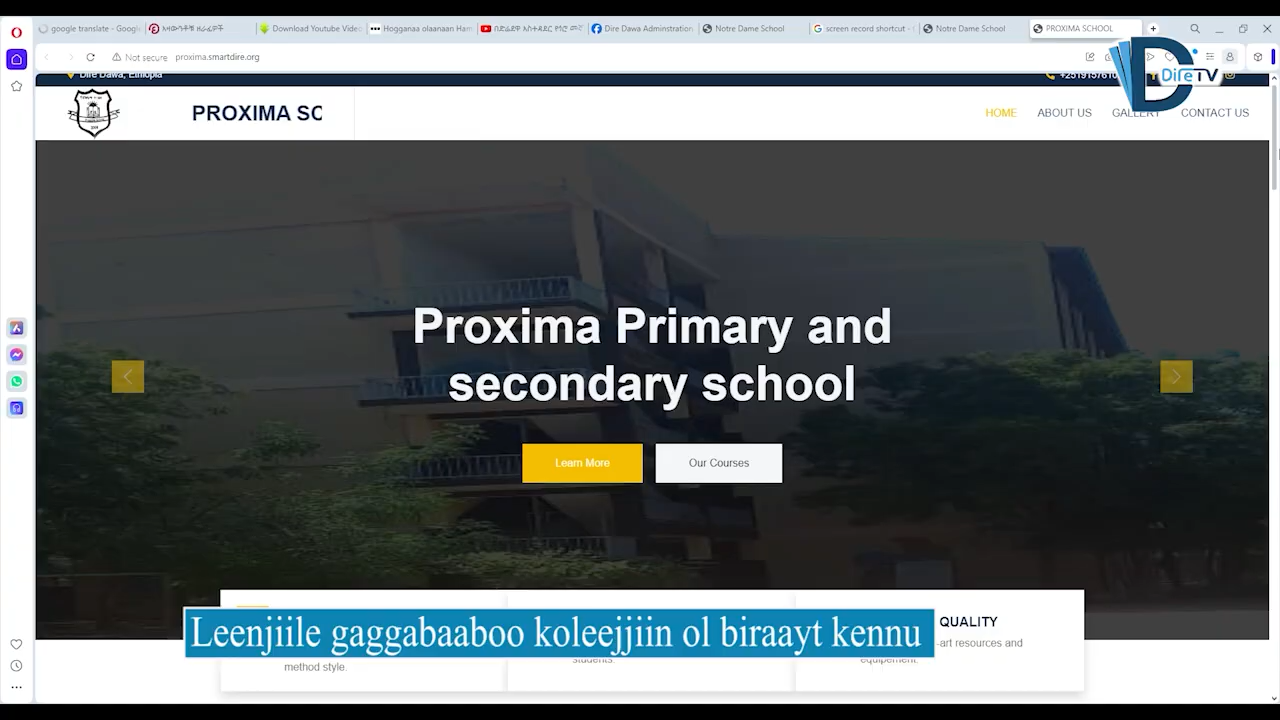 google translate - Googl
አዛውንቶች ዝሪፈፎች
Download Youtube Video
Hogganaa olaanaan Ham
Dire Dawa Adminstration
Notre Dame School
screen record shortcut -
Notre Dame School
PROXIMA SCHOOL
Not secure
proxima.smartdire.org
Dire Dawa, Ethiopia
DireTV
PROXIMA SC
HOME
ABOUT US
GALLERY
CONTACT US
Proxima Primary and
secondary school
Learn More
Our Courses
QUALITY
-art resources and
students.
equipement.
method style.
Leenjiile gaggabaaboo koleejjiin ol biraayt kennu